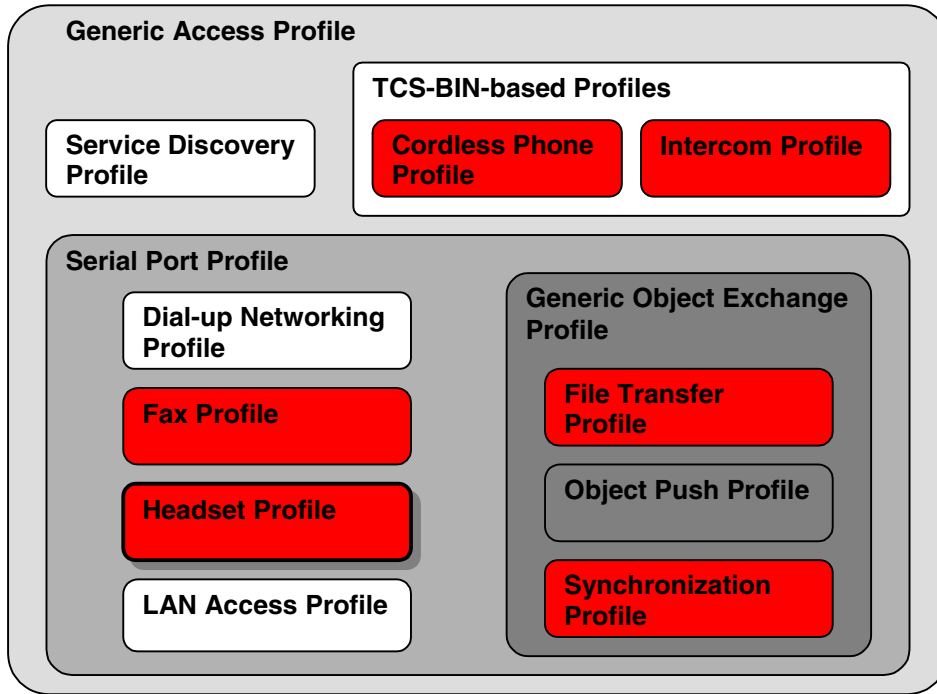 Generic Access Profile
TCS-BIN-based Profiles
Service Discovery
Profile
Cordless Phone
Profile
Intercom Profile
Serial Port Profile
Dial-up Networking
Profile
Fax Profile
Headset Profile
LAN Access Profile
Generic Object Exchange
Profile
File Transfer
Profile
Object Push Profile
Synchronization
Profile